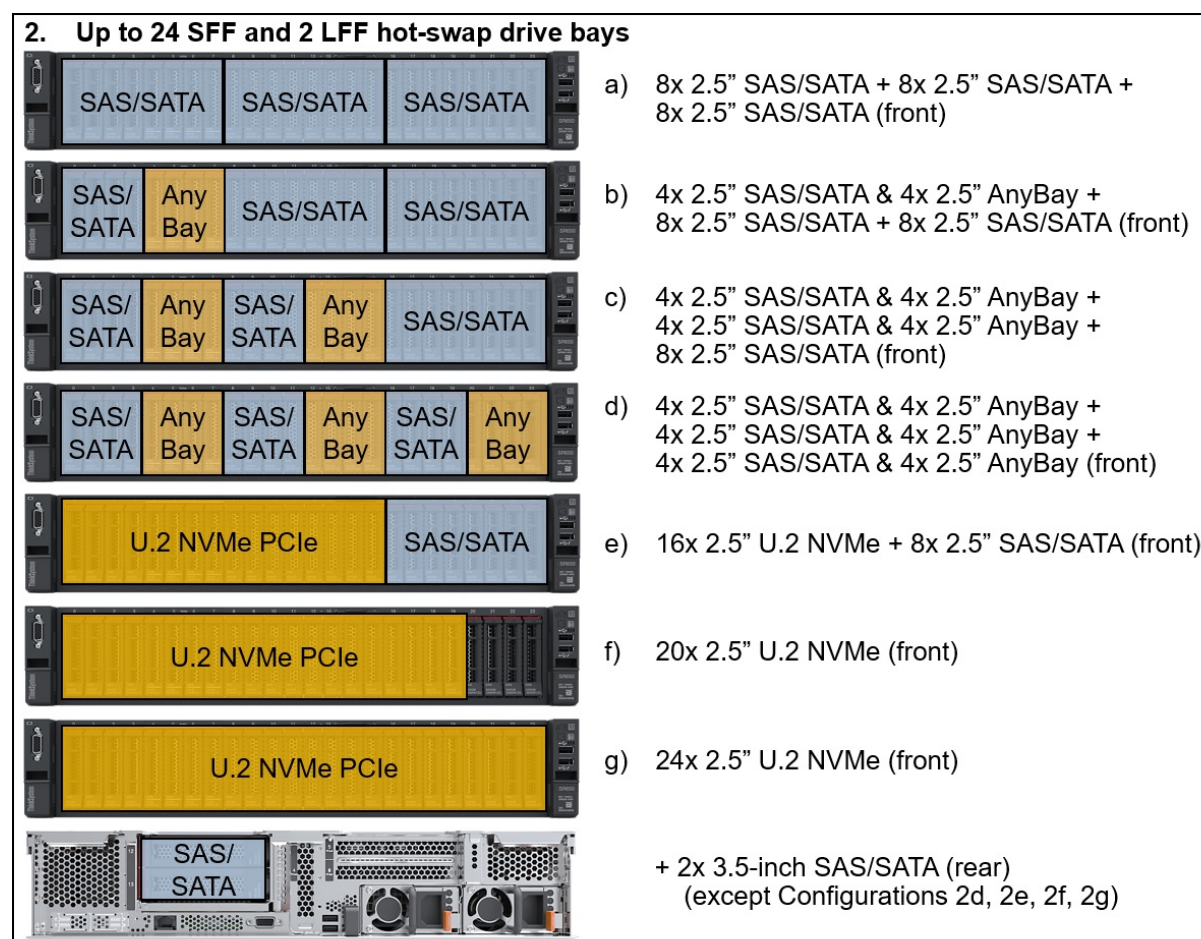 2. Up to 24 SFF and 2 LFF hot-swap drive bays
SAS/SATA SAS/SATA SAS/SATA
a) 8x 2.5” SAS/SATA + 8x 2.5” SAS/SATA +
8x 2.5” SAS/SATA (front)
SAS/
SATA
Any
Bay
SAS/SATA SAS/SATA
b) 4x 2.5” SAS/SATA & 4x 2.5” AnyBay +
8x 2.5” SAS/SATA + 8x 2.5” SAS/SATA (front)
SAS/
SATA
Any
Bay
SAS/
SATA
Any
Bay
SAS/SATA
c) 4x 2.5” SAS/SATA & 4x 2.5” AnyBay +
4x 2.5” SAS/SATA & 4x 2.5” AnyBay +
8x 2.5” SAS/SATA (front)
SAS/
SATA
Any
Bay
SAS/
SATA
Any
Bay
SAS/
SATA
Any
Bay
d) 4x 2.5” SAS/SATA & 4x 2.5” AnyBay +
4x 2.5” SAS/SATA & 4x 2.5” AnyBay +
4x 2.5” SAS/SATA & 4x 2.5” AnyBay (front)
U.2 NVMe PCIe SAS/SATA
e) 16x 2.5” U.2 NVMe + 8x 2.5” SAS/SATA (front)
U.2 NVMe PCIe
f) 20x 2.5” U.2 NVMe (front)
U.2 NVMe PCIe
g) 24x 2.5” U.2 NVMe (front)
SAS/
SATA
+ 2x 3.5-inch SAS/SATA (rear)
(except Configurations 2d, 2e, 2f, 2g)